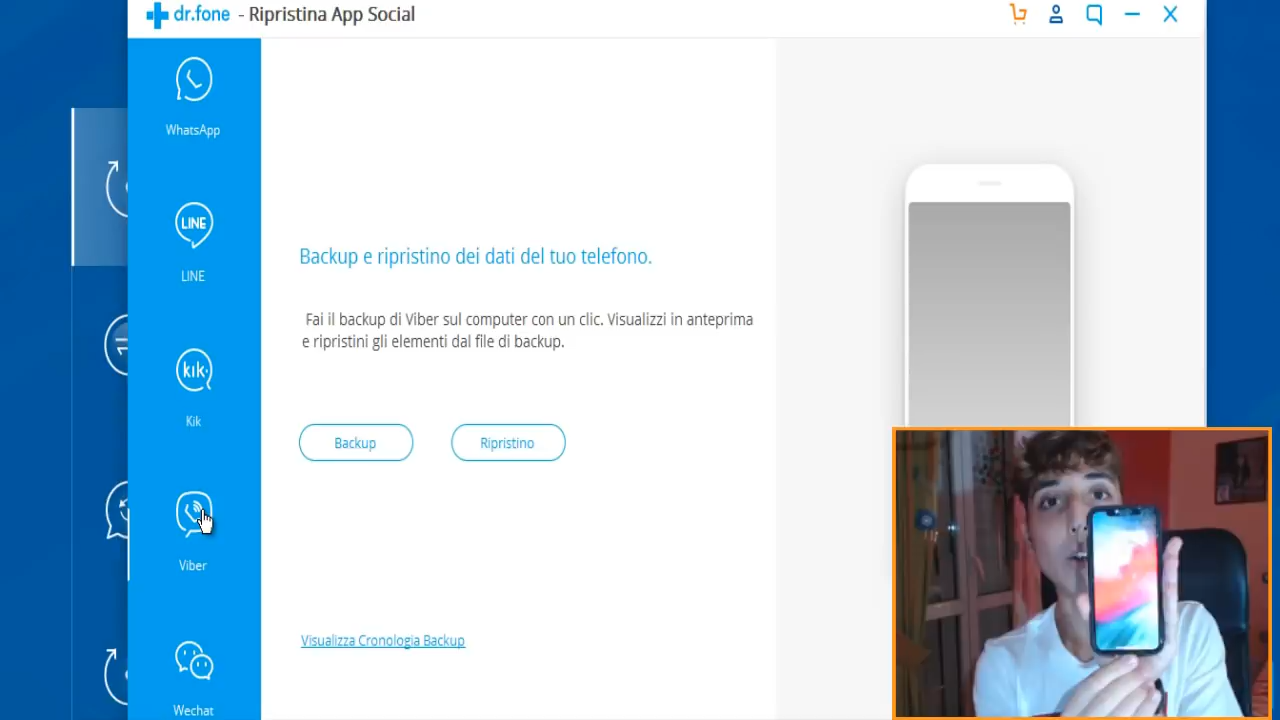 dr.fone - Ripristina App Social
WhatsApp
LINE
LINE
kik
Kik
Viber
Wechat
Backup e ripristino dei dati del tuo telefono.
Fai il backup di Viber sul computer con un clic. Visualizzi in anteprima
e ripristini gli elementi dal file di backup.
Backup
Ripristino
Visualizza Cronologia Backup